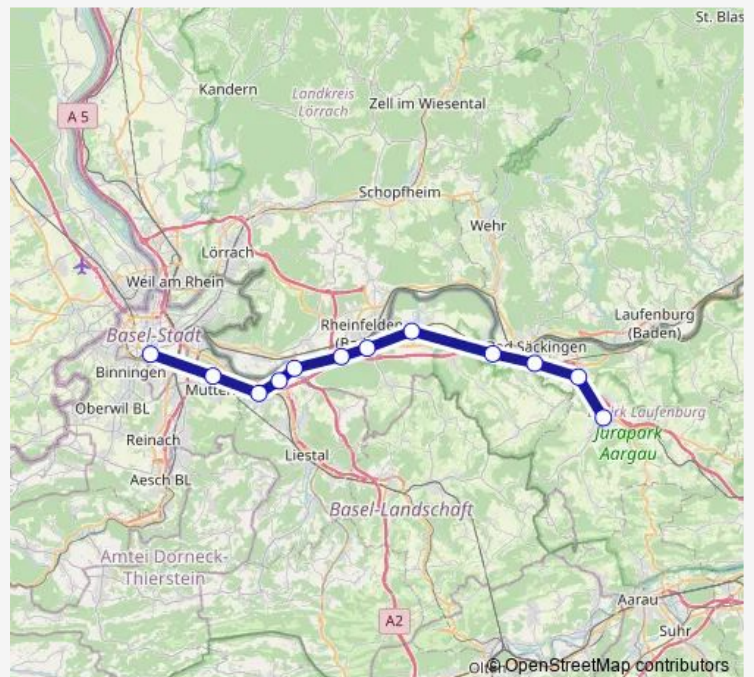 St. Blas
Kandern
Landkreis
Lörrach
Zell im Wiesental
A 5
Schopfheim
Wehr
Lörrach
Weil am Rhein
Laufenburg
(Baden)
Rheinfelden
Basel-Stadt
Bad Säckingen
Binningen
Oberwil BL
Reinach
Liestal
Jurapark
Aargau
Aesch BL
Basel-Landschaft
Amtei Dorneck-
Thierstein
Aarau
A2
Suhr
© OpenStreetMap contributors